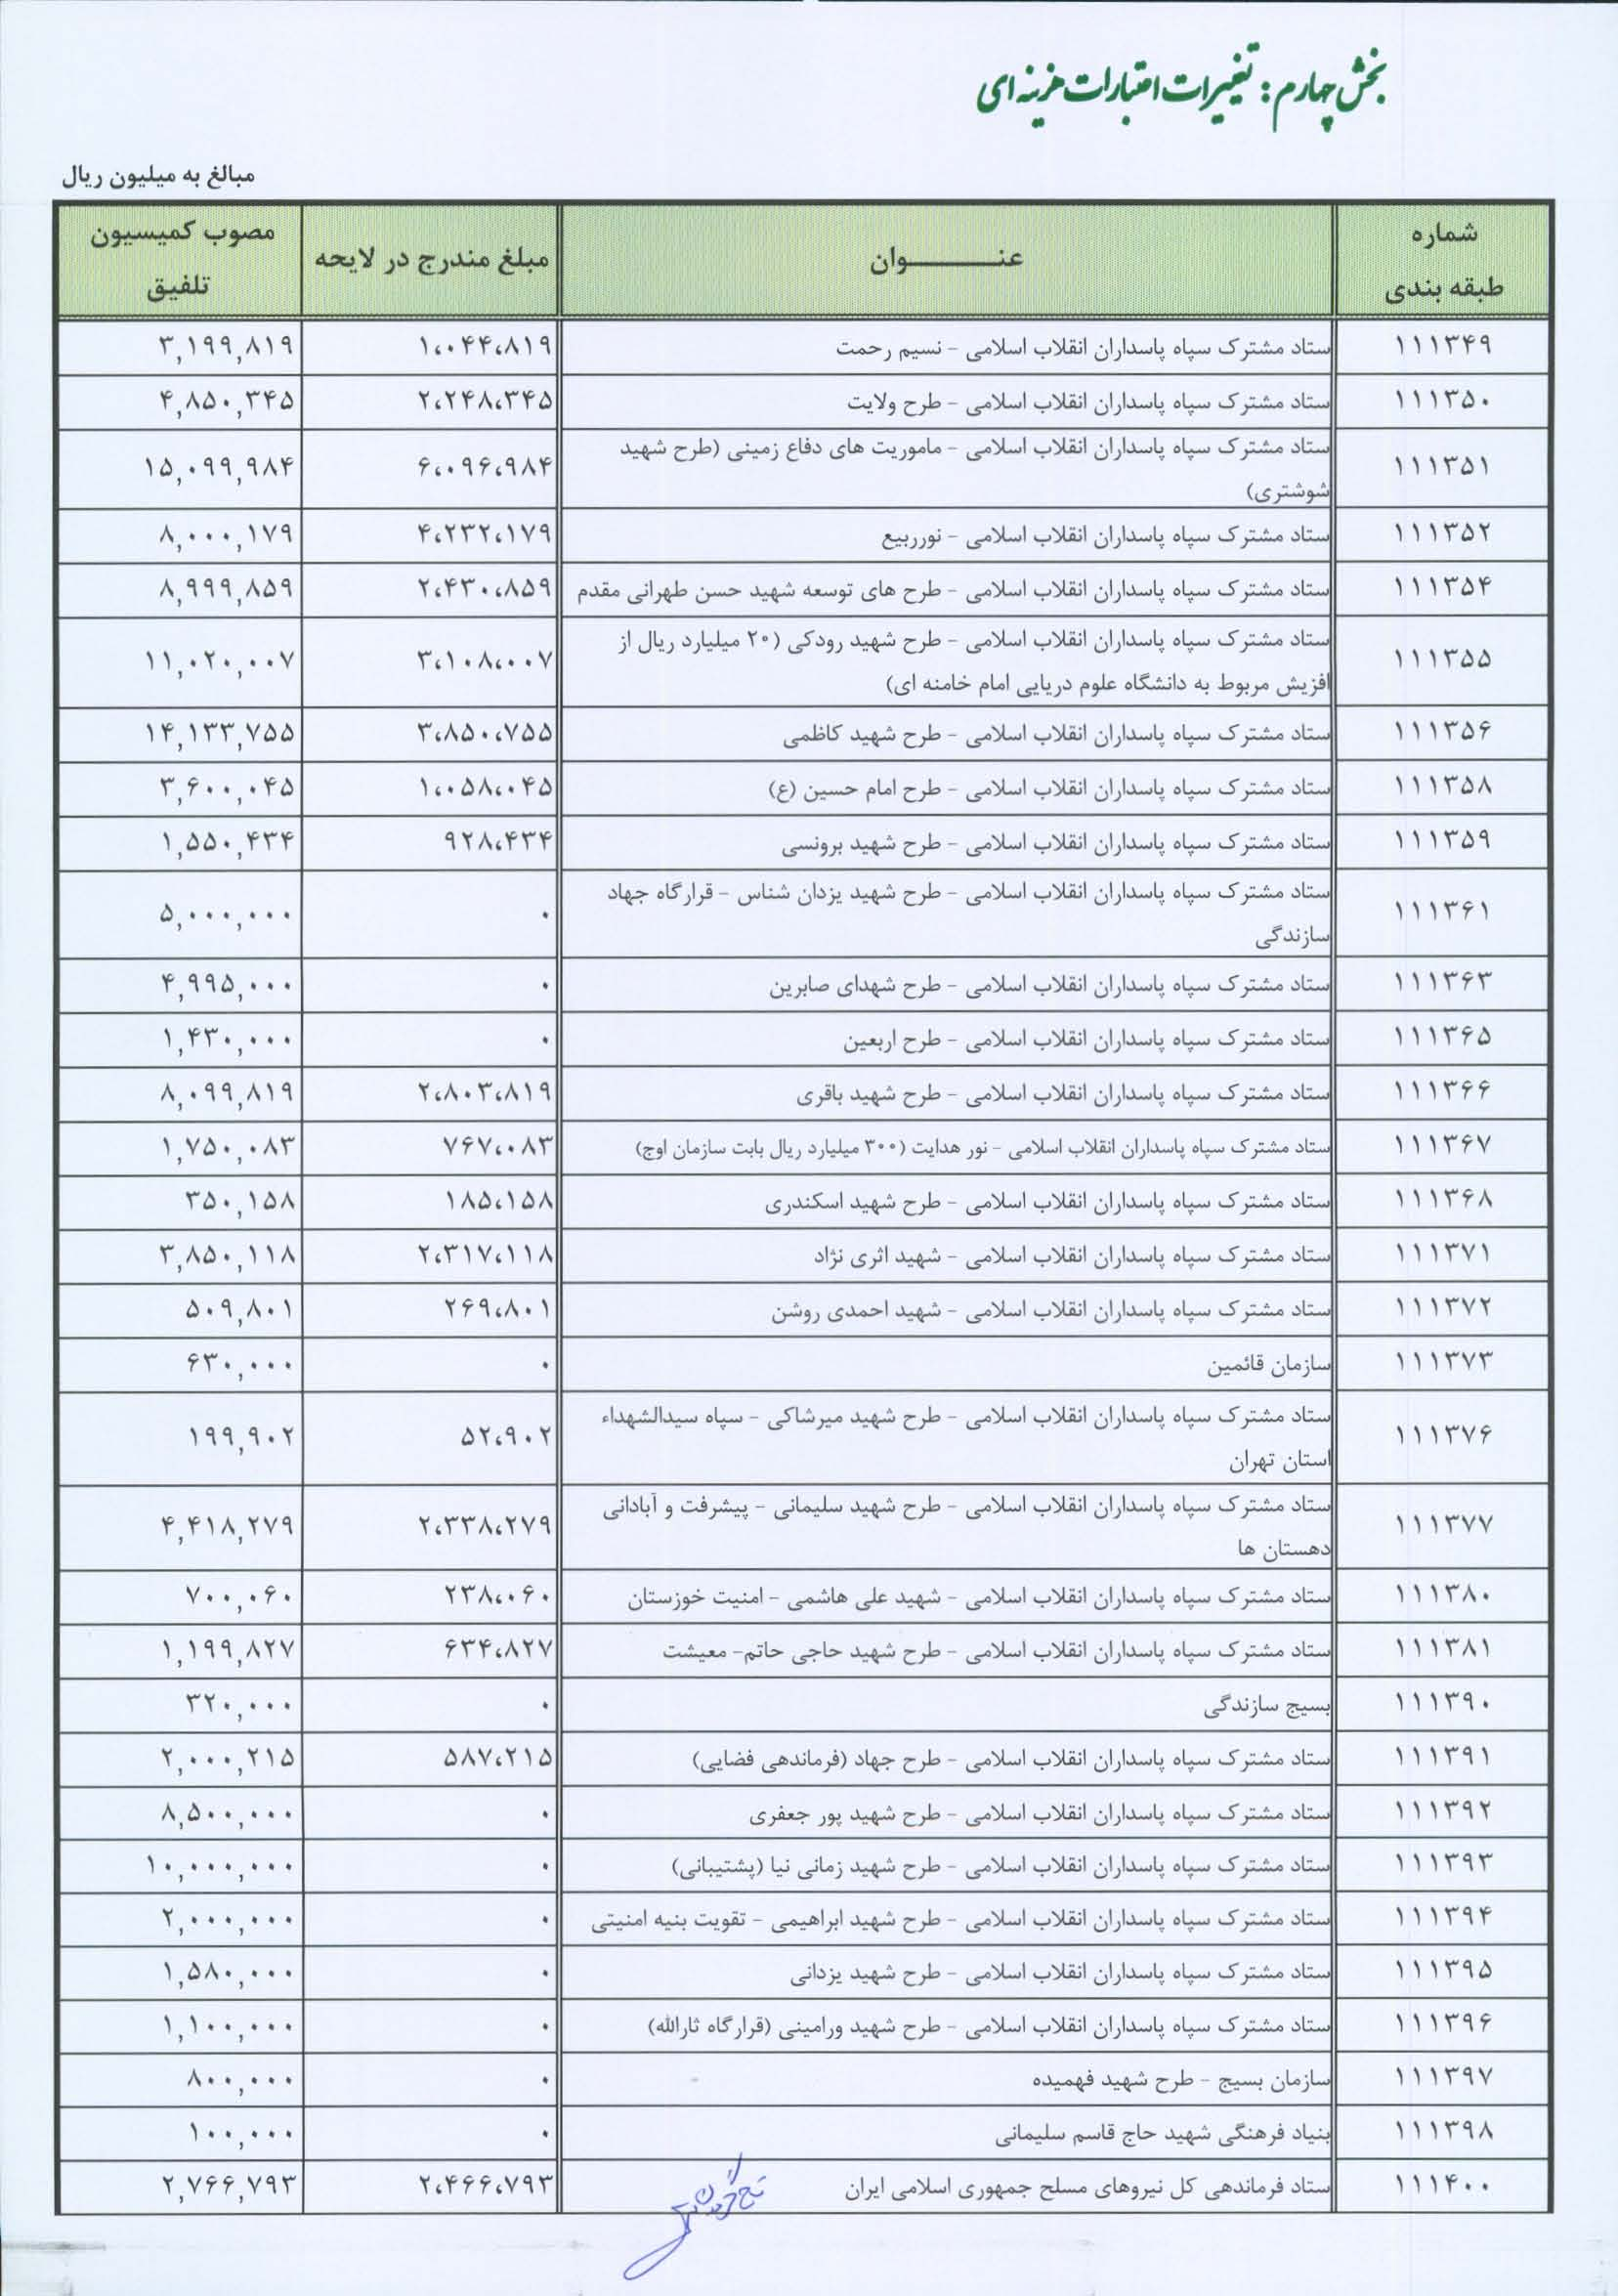 بخش چهارم: تغییرات اعتبارات هزینه ای
مبالغ به میلیون ریال
شماره طبقه بندی	عنـــــــــوان	مبلغ مندرج در لایحه	مصوب کمیسیون تلفیق
۱۱۱۳۴۹	ستاد مشترک سپاه پاسداران انقلاب اسلامی - نسیم رحمت	۱،۰۴۴،۸۱۹	۳,۱۹۹,۸۱۹
۱۱۱۳۵۰	ستاد مشترک سپاه پاسداران انقلاب اسلامی - طرح ولایت	۲،۲۴۸،۳۴۵	۴,۸۵۰,۳۴۵
۱۱۱۳۵۱	ستاد مشترک سپاه پاسداران انقلاب اسلامی - ماموریت های دفاع زمینی (طرح شهید
شوشتری)	۶،۰۹۶،۹۸۴	۱۵,۰۹۹,۹۸۴
۱۱۱۳۵۲	ستاد مشترک سپاه پاسداران انقلاب اسلامی - نورربیع	۴،۲۳۲،۱۷۹	۸,۰۰۰,۱۷۹
۱۱۱۳۵۴	ستاد مشترک سپاه پاسداران انقلاب اسلامی - طرح های توسعه شهید حسن طهرانی مقدم	۲،۴۳۰،۸۵۹	۸,۹۹۹,۸۵۹
۱۱۱۳۵۵	ستاد مشترک سپاه پاسداران انقلاب اسلامی - طرح شهید رودکی (۲۰ میلیارد ریال از
افزیش مربوط به دانشگاه علوم دریایی امام خامنه ای)	۳،۱۰۸،۰۰۷	۱۱,۰۲۰,۰۰۷
۱۱۱۳۵۶	ستاد مشترک سپاه پاسداران انقلاب اسلامی - طرح شهید کاظمی	۳،۸۵۰،۷۵۵	۱۴,۱۳۳,۷۵۵
۱۱۱۳۵۸	ستاد مشترک سپاه پاسداران انقلاب اسلامی - طرح امام حسین (ع)	۱،۰۵۸،۰۴۵	۳,۶۰۰,۰۴۵
۱۱۱۳۵۹	ستاد مشترک سپاه پاسداران انقلاب اسلامی - طرح شهید برونسی	۹۲۸،۴۳۴	۱,۵۵۰,۴۳۴
۱۱۱۳۶۱	ستاد مشترک سپاه پاسداران انقلاب اسلامی - طرح شهید یزدان شناس - قرارگاه جهاد
سازندگی	۰	۵,۰۰۰,۰۰۰
۱۱۱۳۶۳	ستاد مشترک سپاه پاسداران انقلاب اسلامی - طرح شهدای صابرین	۰	۴,۹۹۵,۰۰۰
۱۱۱۳۶۵	ستاد مشترک سپاه پاسداران انقلاب اسلامی - طرح اربعین	۰	۱,۴۳۰,۰۰۰
۱۱۱۳۶۶	ستاد مشترک سپاه پاسداران انقلاب اسلامی - طرح شهید باقری	۲،۸۰۳،۸۱۹	۸,۰۹۹,۸۱۹
۱۱۱۳۶۷	ستاد مشترک سپاه پاسداران انقلاب اسلامی - نور هدایت (۳۰۰ میلیارد ریال بابت سازمان اوج)	۷۶۷،۰۸۳	۱,۷۵۰,۰۸۳
۱۱۱۳۶۸	ستاد مشترک سپاه پاسداران انقلاب اسلامی - طرح شهید اسکندری	۱۸۵،۱۵۸	۳۵۰,۱۵۸
۱۱۱۳۷۱	ستاد مشترک سپاه پاسداران انقلاب اسلامی - شهید اثری نژاد	۲،۳۱۷،۱۱۸	۳,۸۵۰,۱۱۸
۱۱۱۳۷۲	ستاد مشترک سپاه پاسداران انقلاب اسلامی - شهید احمدی روشن	۲۶۹،۸۰۱	۵۰۹,۸۰۱
۱۱۱۳۷۳	سازمان قائمین	۰	۶۳۰,۰۰۰
۱۱۱۳۷۶	ستاد مشترک سپاه پاسداران انقلاب اسلامی - طرح شهید میرشاکی - سپاه سیدالشهداء
استان تهران	۵۲،۹۰۲	۱۹۹,۹۰۲
۱۱۱۳۷۷	ستاد مشترک سپاه پاسداران انقلاب اسلامی - طرح شهید سلیمانی - پیشرفت و آبادانی
دهستان ها	۲،۳۳۸،۲۷۹	۴,۴۱۸,۲۷۹
۱۱۱۳۸۰	ستاد مشترک سپاه پاسداران انقلاب اسلامی - شهید علی هاشمی - امنیت خوزستان	۲۳۸،۰۶۰	۷۰۰,۰۶۰
۱۱۱۳۸۱	ستاد مشترک سپاه پاسداران انقلاب اسلامی - طرح شهید حاجی حاتم- معیشت	۶۳۴،۸۲۷	۱,۱۹۹,۸۲۷
۱۱۱۳۹۰	بسیج سازندگی	۰	۳۲۰,۰۰۰
۱۱۱۳۹۱	ستاد مشترک سپاه پاسداران انقلاب اسلامی - طرح جهاد (فرماندهی فضایی)	۵۸۷،۲۱۵	۲,۰۰۰,۲۱۵
۱۱۱۳۹۲	ستاد مشترک سپاه پاسداران انقلاب اسلامی - طرح شهید پور جعفری	۰	۸,۵۰۰,۰۰۰
۱۱۱۳۹۳	ستاد مشترک سپاه پاسداران انقلاب اسلامی - طرح شهید زمانی نیا (پشتیبانی)	۰	۱۰,۰۰۰,۰۰۰
۱۱۱۳۹۴	ستاد مشترک سپاه پاسداران انقلاب اسلامی - طرح شهید ابراهیمی - تقویت بنیه امنیتی	۰	۲,۰۰۰,۰۰۰
۱۱۱۳۹۵	ستاد مشترک سپاه پاسداران انقلاب اسلامی - طرح شهید یزدانی	۰	۱,۵۸۰,۰۰۰
۱۱۱۳۹۶	ستاد مشترک سپاه پاسداران انقلاب اسلامی - طرح شهید ورامینی (قرارگاه ثارالله)	۰	۱,۱۰۰,۰۰۰
۱۱۱۳۹۷	سازمان بسیج - طرح شهید فهمیده	۰	۸۰۰,۰۰۰
۱۱۱۳۹۸	بنیاد فرهنگی شهید حاج قاسم سلیمانی	۰	۱۰۰,۰۰۰
۱۱۱۴۰۰	ستاد فرماندهی کل نیروهای مسلح جمهوری اسلامی ایران	۲،۴۶۶،۷۹۳	۲,۷۶۶,۷۹۳